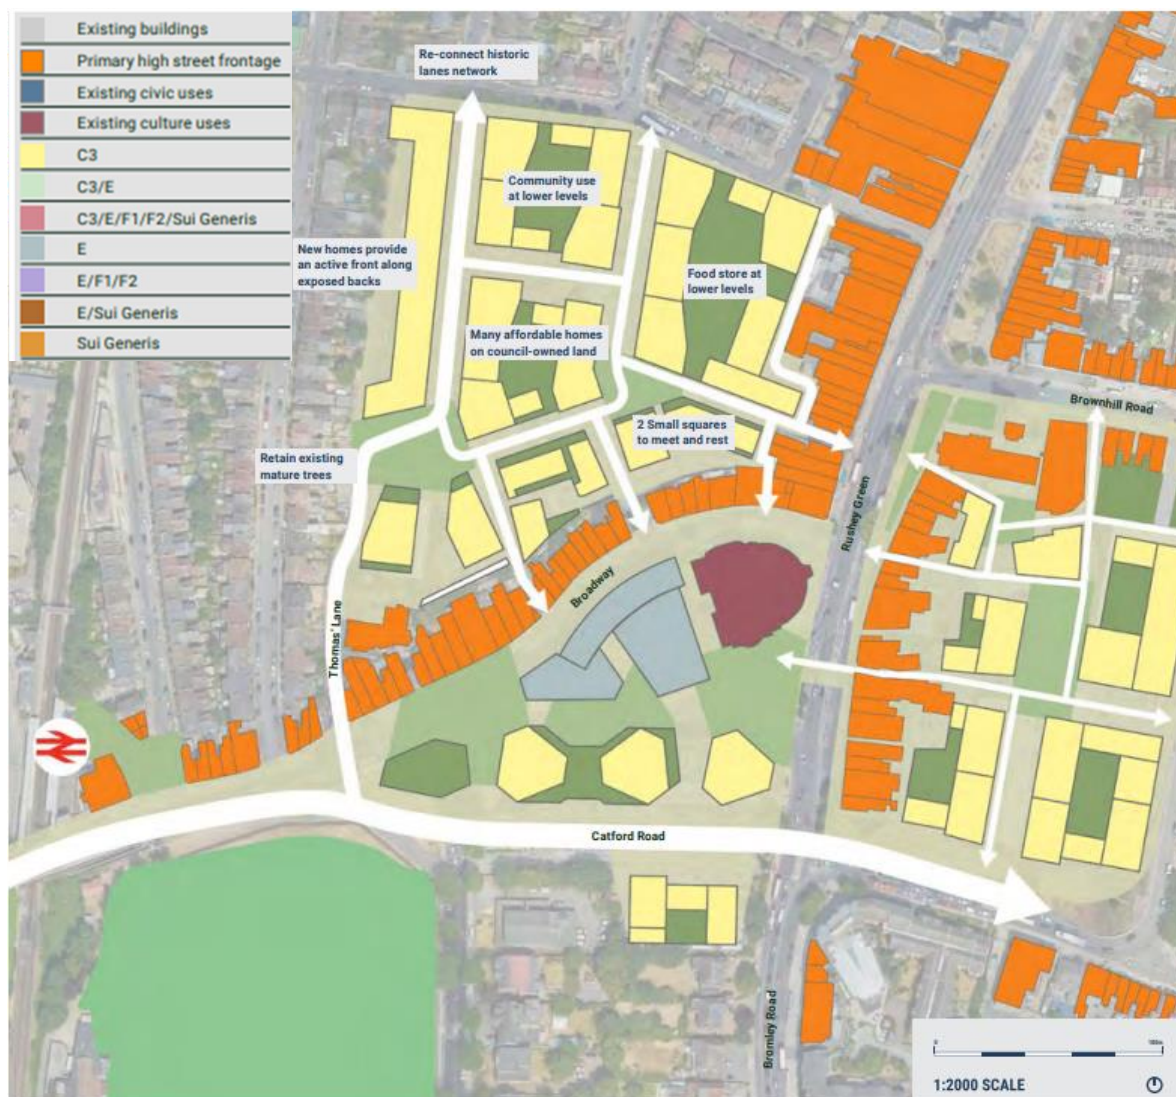 Existing buildings
Primary high street frontage
Existing civic uses
Existing culture uses
C3
C3/E
C3/E/F1/F2/Sui Generis
E
E/F1/F2
E/Sui Generis
Sui Generis
Re-connect historic
lanes network
Community use
at lower levels
New homes provide
an active front along
exposed backs
Food store at
lower levels
Many affordable homes
on council-owned land
Brownhill Road
2 Small squares
to meet and rest
Retain existing
mature trees
Rushey Green
Broadway
Thomas' Lane
Catford Road
Bromley Road
0
100m
1:2000 SCALE